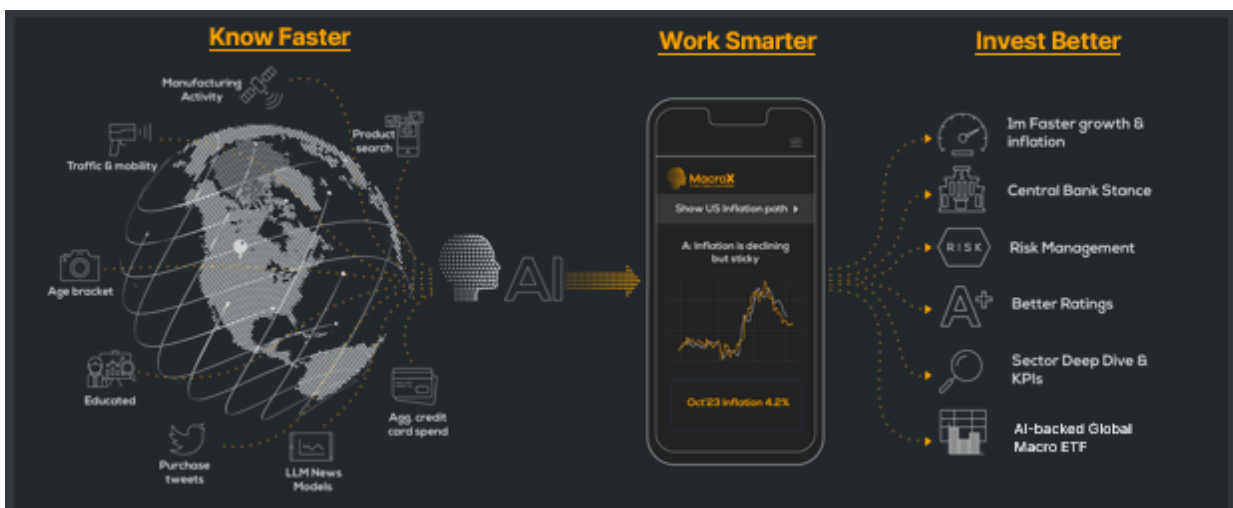 Know Faster
Work Smarter
Invest Better
Manufacturing
Activity
Product
search
Traffic & mobility
Age bracket
Educated
Purchase
tweets
LLM News
Models
Agg. credit
card spend
AI
MacroX
Show US Inflation path
A: Inflation is declining
but sticky
Oct'23 Inflation 4.2%
1m Faster growth &
inflation
Central Bank Stance
RISK
Risk Management
A+
Better Ratings
Sector Deep Dive &
KPIs
AI-backed Global
Macro ETF